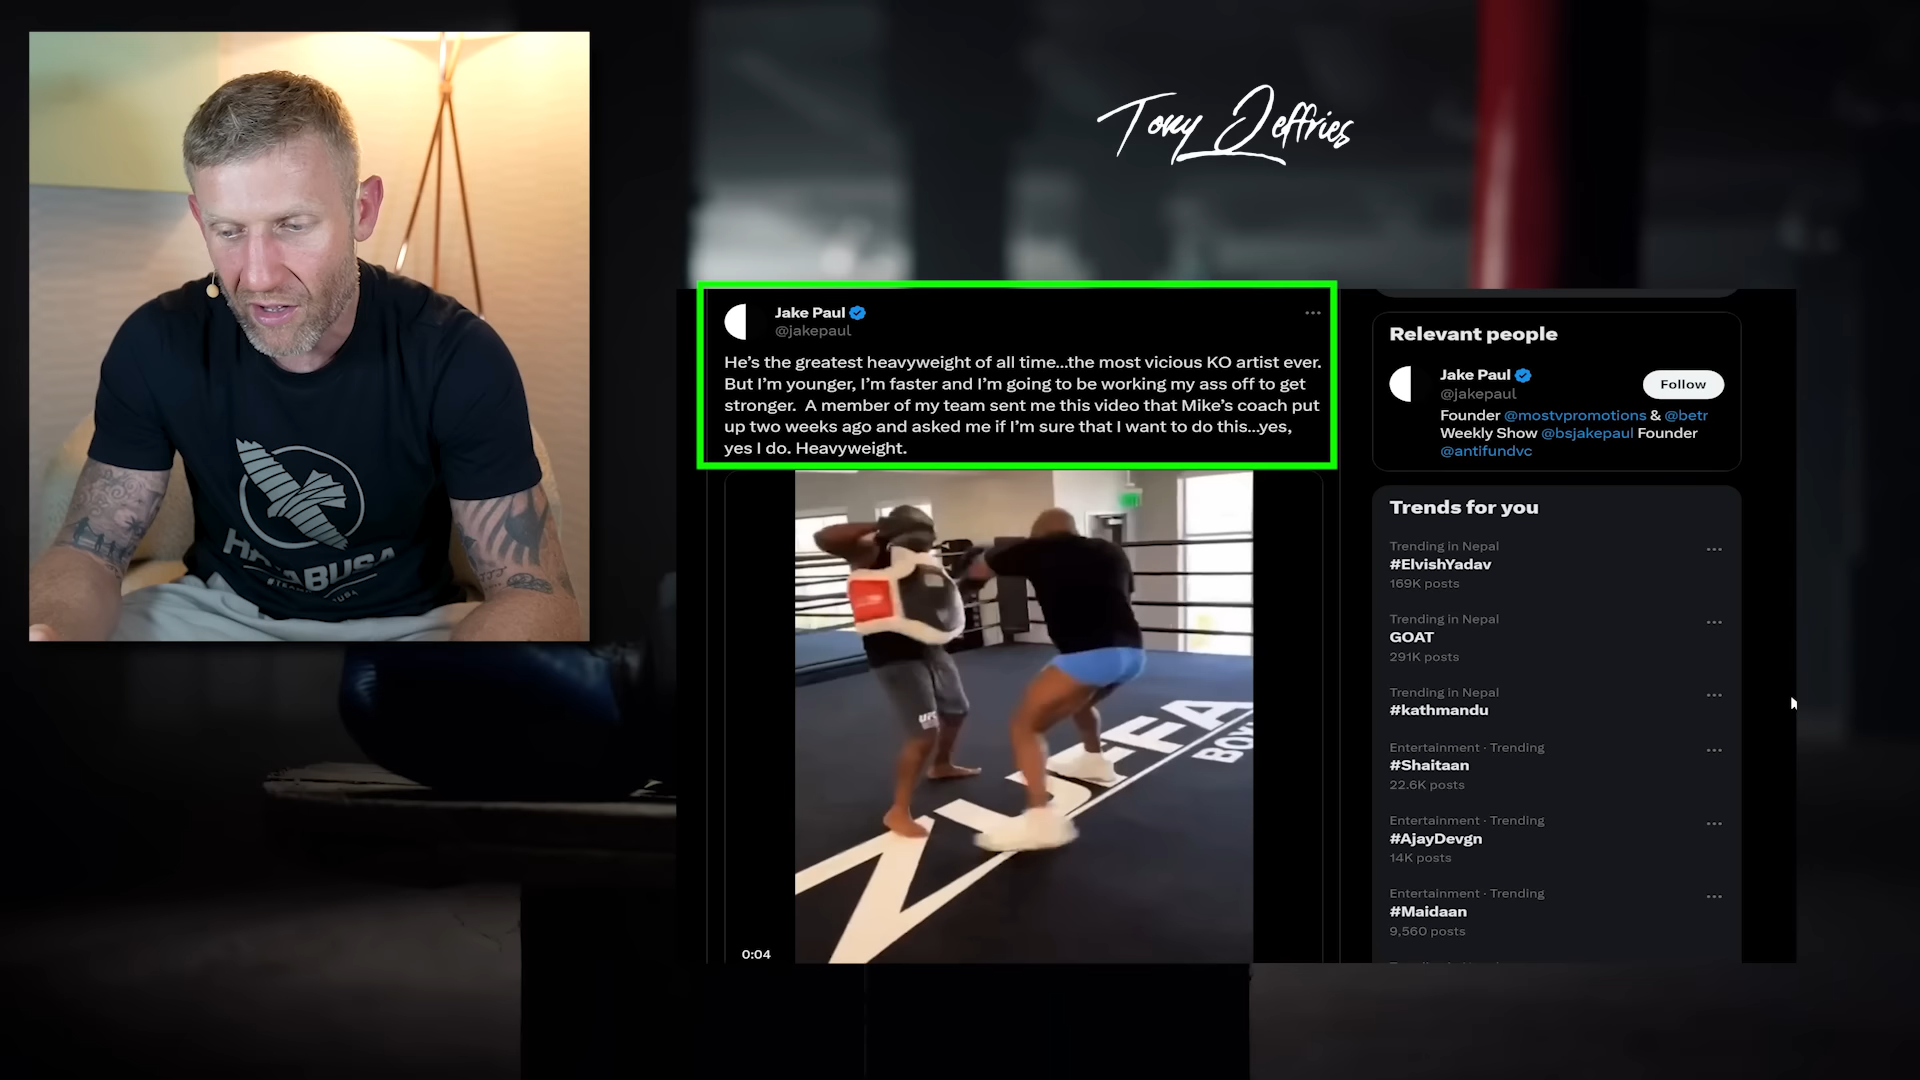 Tony Jeffries
Jake Paul
@jakepaul
He's the greatest heavyweight of all time...the most vicious KO artist ever.
But I'm younger, I'm faster and I'm going to be working my ass off to get
stronger.  A member of my team sent me this video that Mike's coach put
up two weeks ago and asked me if I'm sure that I want to do this...yes,
yes I do. Heavyweight.
UFC
ZUFFA
0:04
Relevant people
Jake Paul
@jakepaul
Follow
Founder @mostvpromotions & @betr
Weekly Show @bsjakepaul Founder
@antifundvc
Trends for you
Trending in Nepal
#ElvishYadav
169K posts
Trending in Nepal
GOAT
291K posts
Trending in Nepal
#kathmandu
Entertainment · Trending
#Shaitaan
22.6K posts
Entertainment · Trending
#AjayDevgn
14K posts
Entertainment · Trending
#Maidaan
9,560 posts